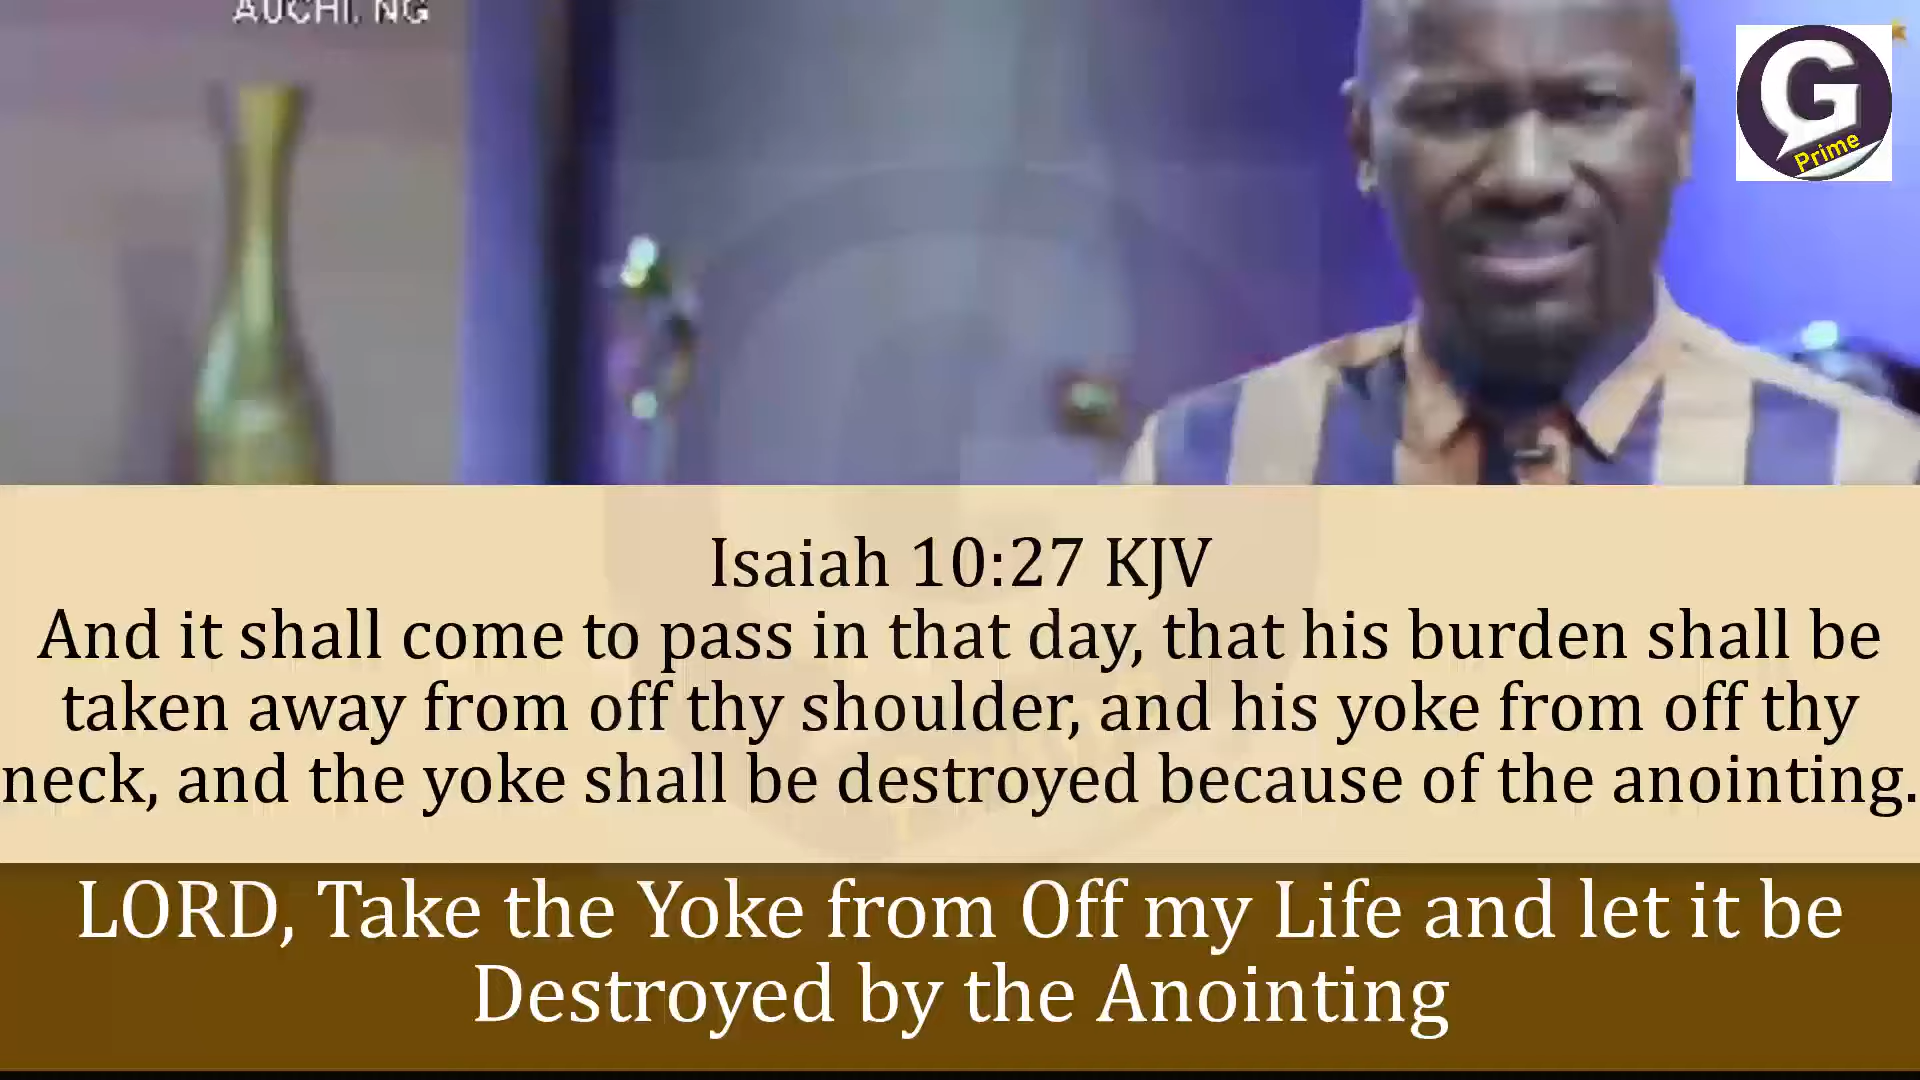 AUCHI, NG
G
Prime
Isaiah 10:27 KJV
And it shall come to pass in that day, that his burden shall be
taken away from off thy shoulder, and his yoke from off thy
neck, and the yoke shall be destroyed because of the anointing.
LORD, Take the Yoke from Off my Life and let it be
Destroyed by the Anointing